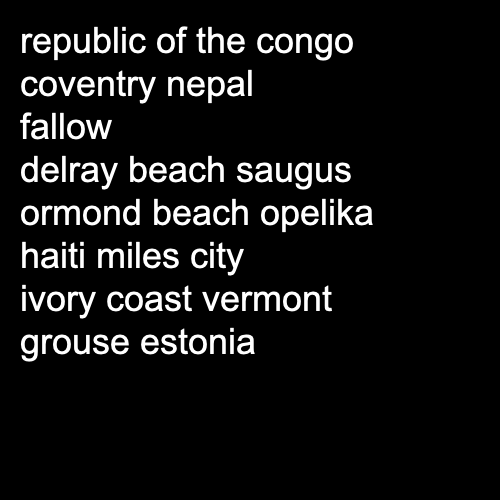 republic of the congo
coventry nepal
fallow
delray beach saugus
ormond beach opelika
haiti miles city
ivory coast vermont
grouse estonia